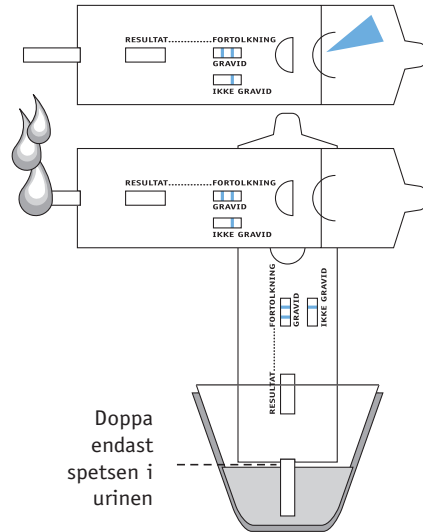 RESULTAT..............FORTOLKNING
GRAVID
IKKE GRAVID
RESULTAT..............FORTOLKNING
GRAVID
IKKE GRAVID
RESULTAT..............FORTOLKNING
GRAVID
IKKE GRAVID
Doppa
endast
spetsen i
urinen